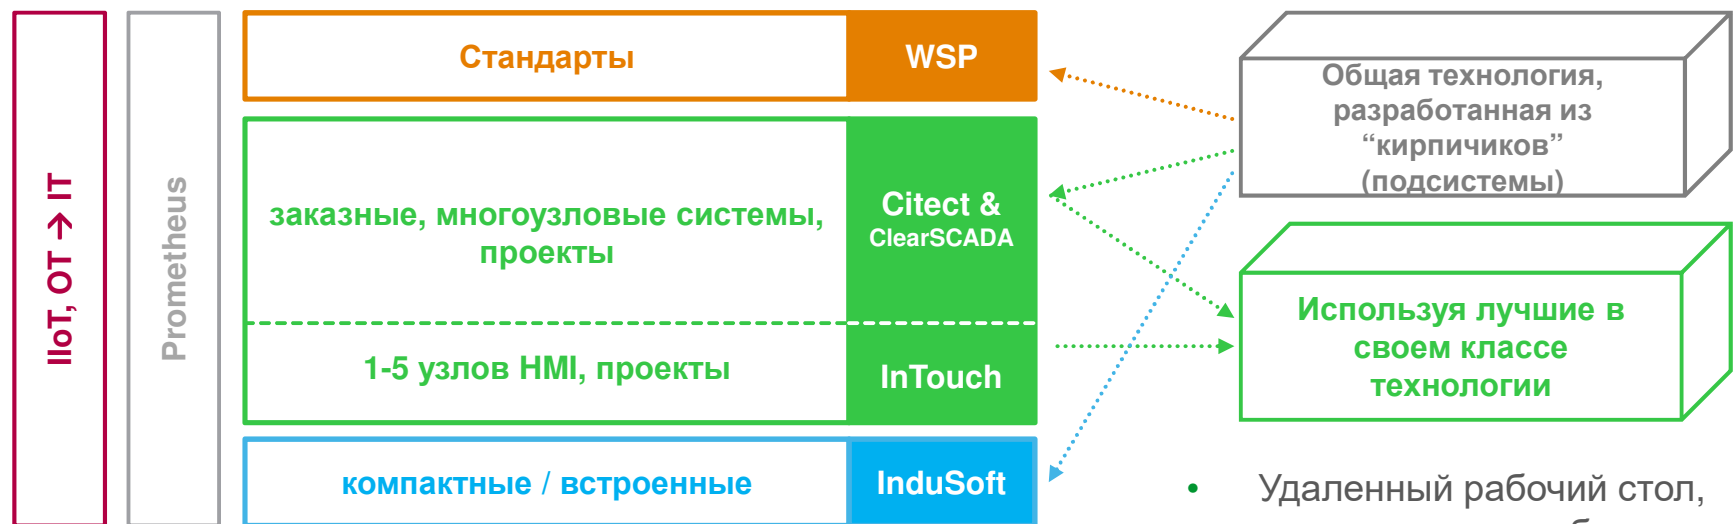 IIoT, OT → IT
Prometheus
Стандарты
WSP
заказные, многоузловые системы,
проекты
Citect &
ClearSCADA
1-5 узлов HMI, проекты
InTouch
компактные / встроенные
InduSoft
Общая технология,
разработанная из
“кирпичиков”
(подсистемы)
Используя лучшие в
своем классе
технологии
• Удаленный рабочий стол,